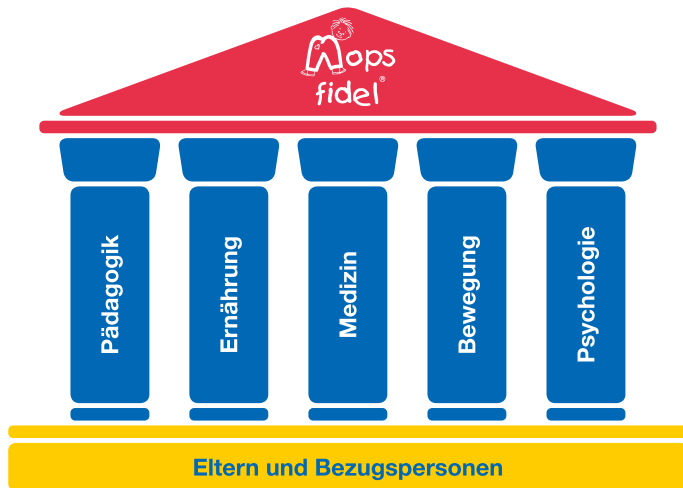 Mops
fidel®
Pädagogik
Ernährung
Medizin
Bewegung
Psychologie
Eltern und Bezugspersonen